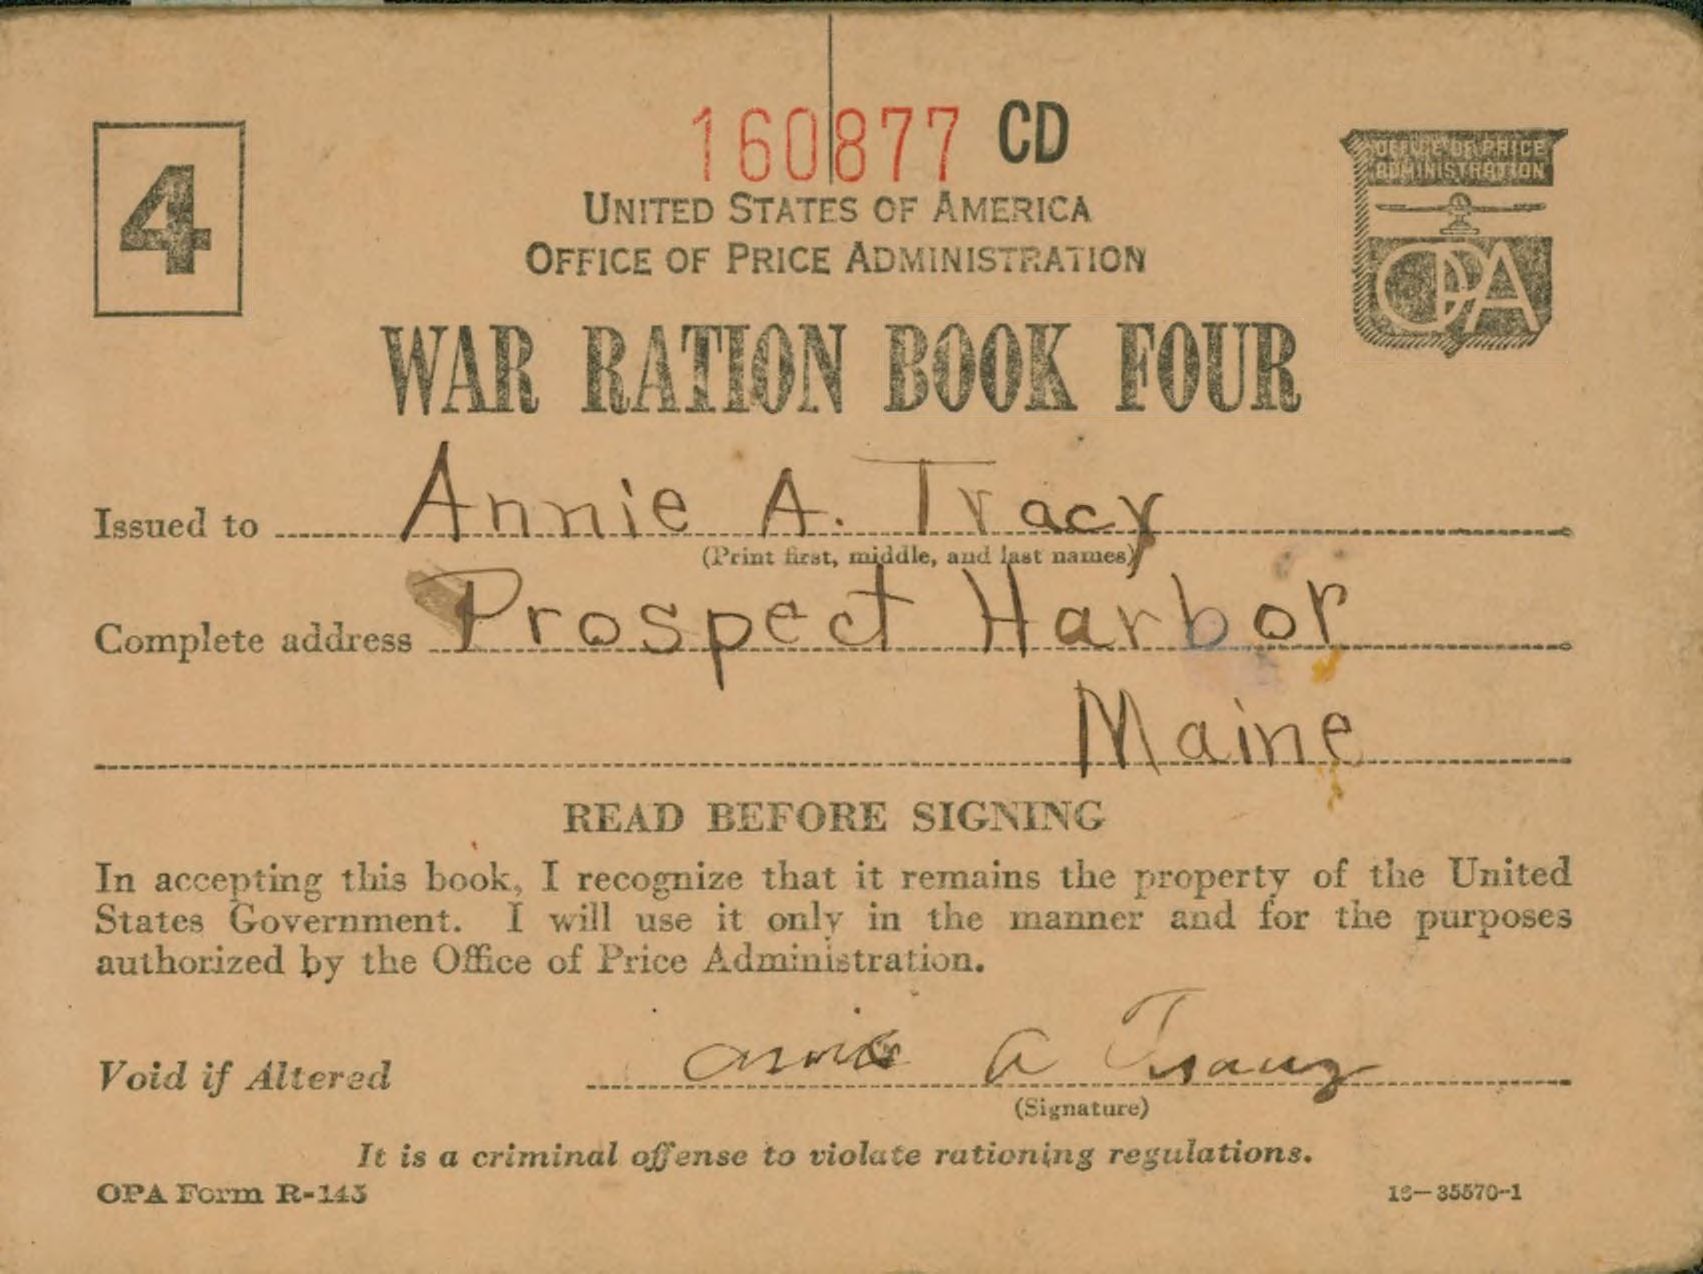 4
160877 CD
UNITED STATES OF AMERICA
OFFICE OF PRICE ADMINISTRATION
OFFICE OF PRICE
ADMINISTRATION
OPA
WAR RATION BOOK FOUR
Issued to Annie A. Tracy
(Print first, middle, and last names)
Complete address Prospect Harbor
Maine
READ BEFORE SIGNING
In accepting this book, I recognize that it remains the property of the United
States Government. I will use it only in the manner and for the purposes
authorized by the Office of Price Administration.
Void if Altered Annie A Tracy
(Signature)
It is a criminal offense to violate rationing regulations.
OPA Form R-145
16—35570-1